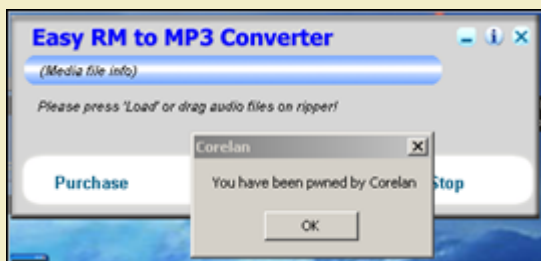 Easy RM to MP3 Converter
(Media file info)
Please press 'Load' or drag audio files on ripper!
Corelan
You have been pwned by Corelan
Purchase
Stop
OK